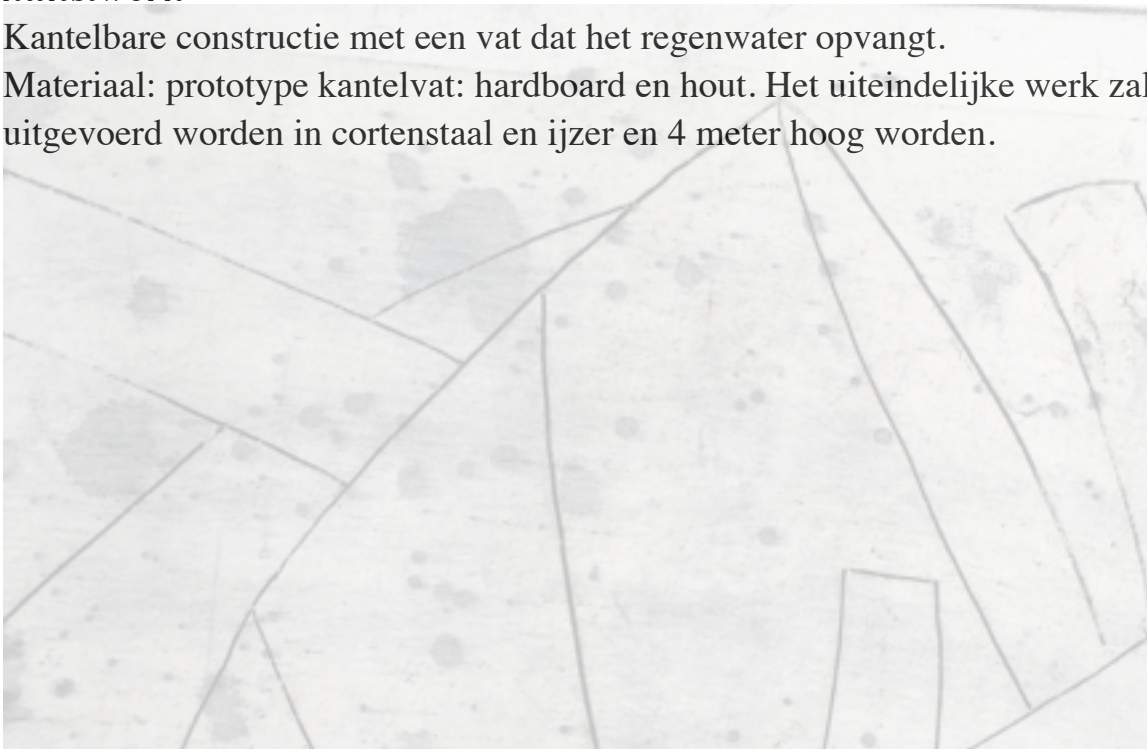 Kantelbare constructie met een vat dat het regenwater opvangt.
Materiaal: prototype kantelvat: hardboard en hout. Het uiteindelijke werk zal
uitgevoerd worden in cortenstaal en ijzer en 4 meter hoog worden.